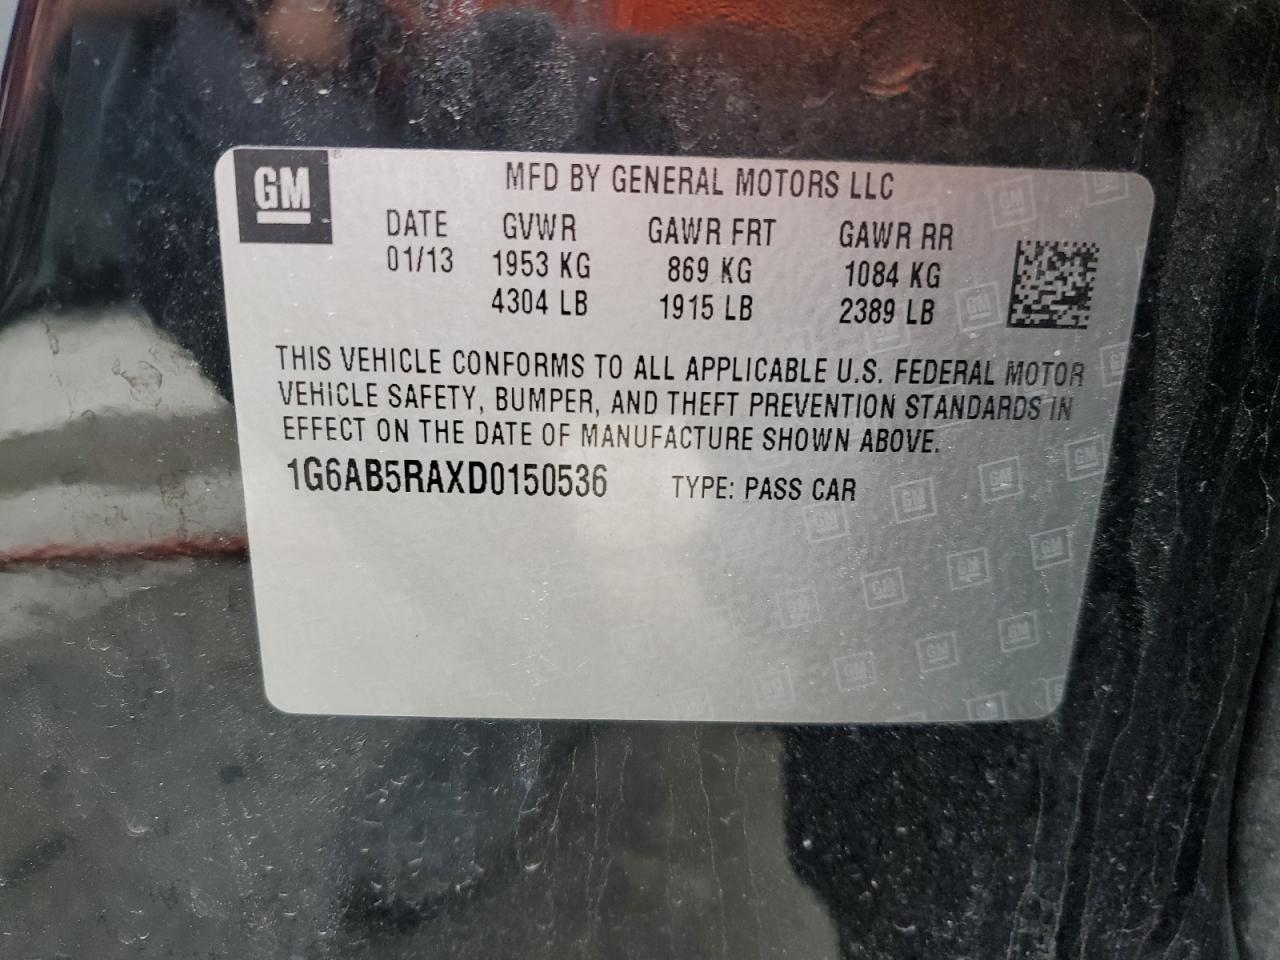 GM ®
MFD BY GENERAL MOTORS LLC
DATE GVWR GAWR FRT GAWR RR
01/13 1953 KG 869 KG 1084 KG
4304 LB 1915 LB 2389 LB
THIS VEHICLE CONFORMS TO ALL APPLICABLE U.S. FEDERAL MOTOR
VEHICLE SAFETY, BUMPER, AND THEFT PREVENTION STANDARDS IN
EFFECT ON THE DATE OF MANUFACTURE SHOWN ABOVE.
1G6AB5RAXD0150536 TYPE: PASS CAR